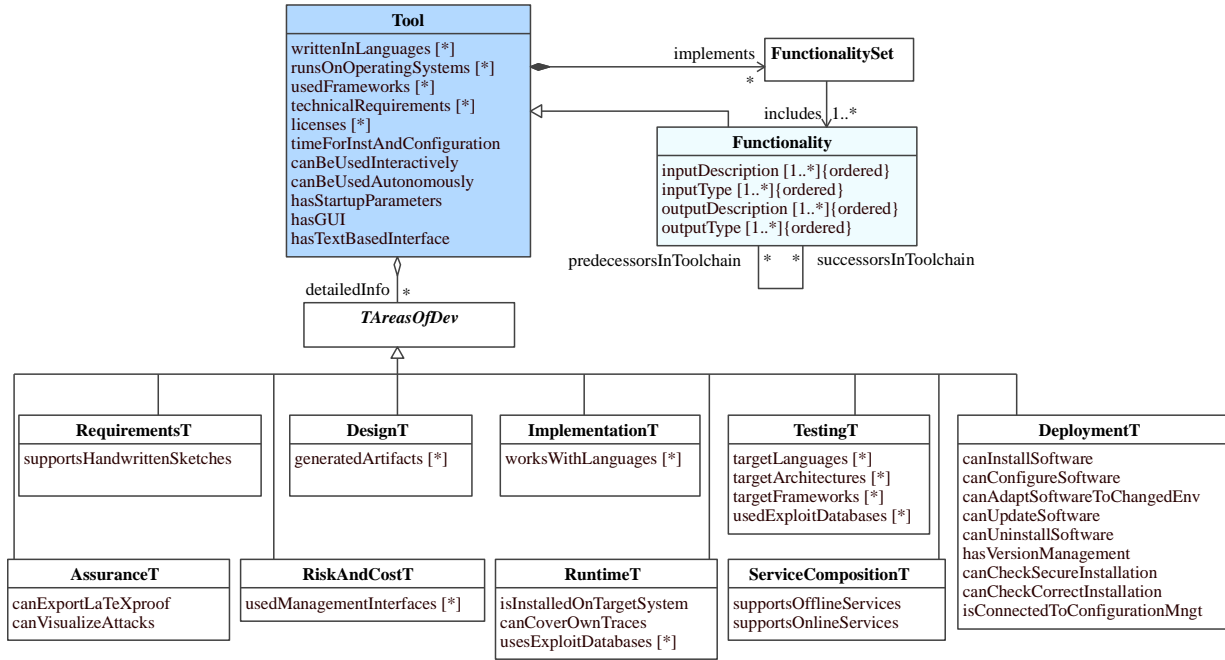 Tool
writtenInLanguages [*]
runsOnOperatingSystems [*]
usedFrameworks [*]
technicalRequirements [*]
licenses [*]
timeForInstAndConfiguration
canBeUsedInteractively
canBeUsedAutonomously
hasStartupParameters
hasGUI
hasTextBasedInterface
implements
*
FunctionalitySet
includes 1..*
Functionality
inputDescription [1..*]{ordered}
inputType [1..*]{ordered}
outputDescription [1..*]{ordered}
outputType [1..*]{ordered}
predecessorsInToolchain * * successorsInToolchain
detailedInfo *
TAreasOfDev
RequirementsT
supportsHandwrittenSketches
DesignT
generatedArtifacts [*]
ImplementationT
worksWithLanguages [*]
TestingT
targetLanguages [*]
targetArchitectures [*]
targetFrameworks [*]
usedExploitDatabases [*]
DeploymentT
canInstallSoftware
canConfigureSoftware
canAdaptSoftwareToChangedEnv
canUpdateSoftware
canUninstallSoftware
hasVersionManagement
canCheckSecureInstallation
canCheckCorrectInstallation
isConnectedToConfigurationMngt
AssuranceT
canExportLaTeXproof
canVisualizeAttacks
RiskAndCostT
usedManagementInterfaces [*]
RuntimeT
isInstalledOnTargetSystem
canCoverOwnTraces
usesExploitDatabases [*]
ServiceCompositionT
supportsOfflineServices
supportsOnlineServices